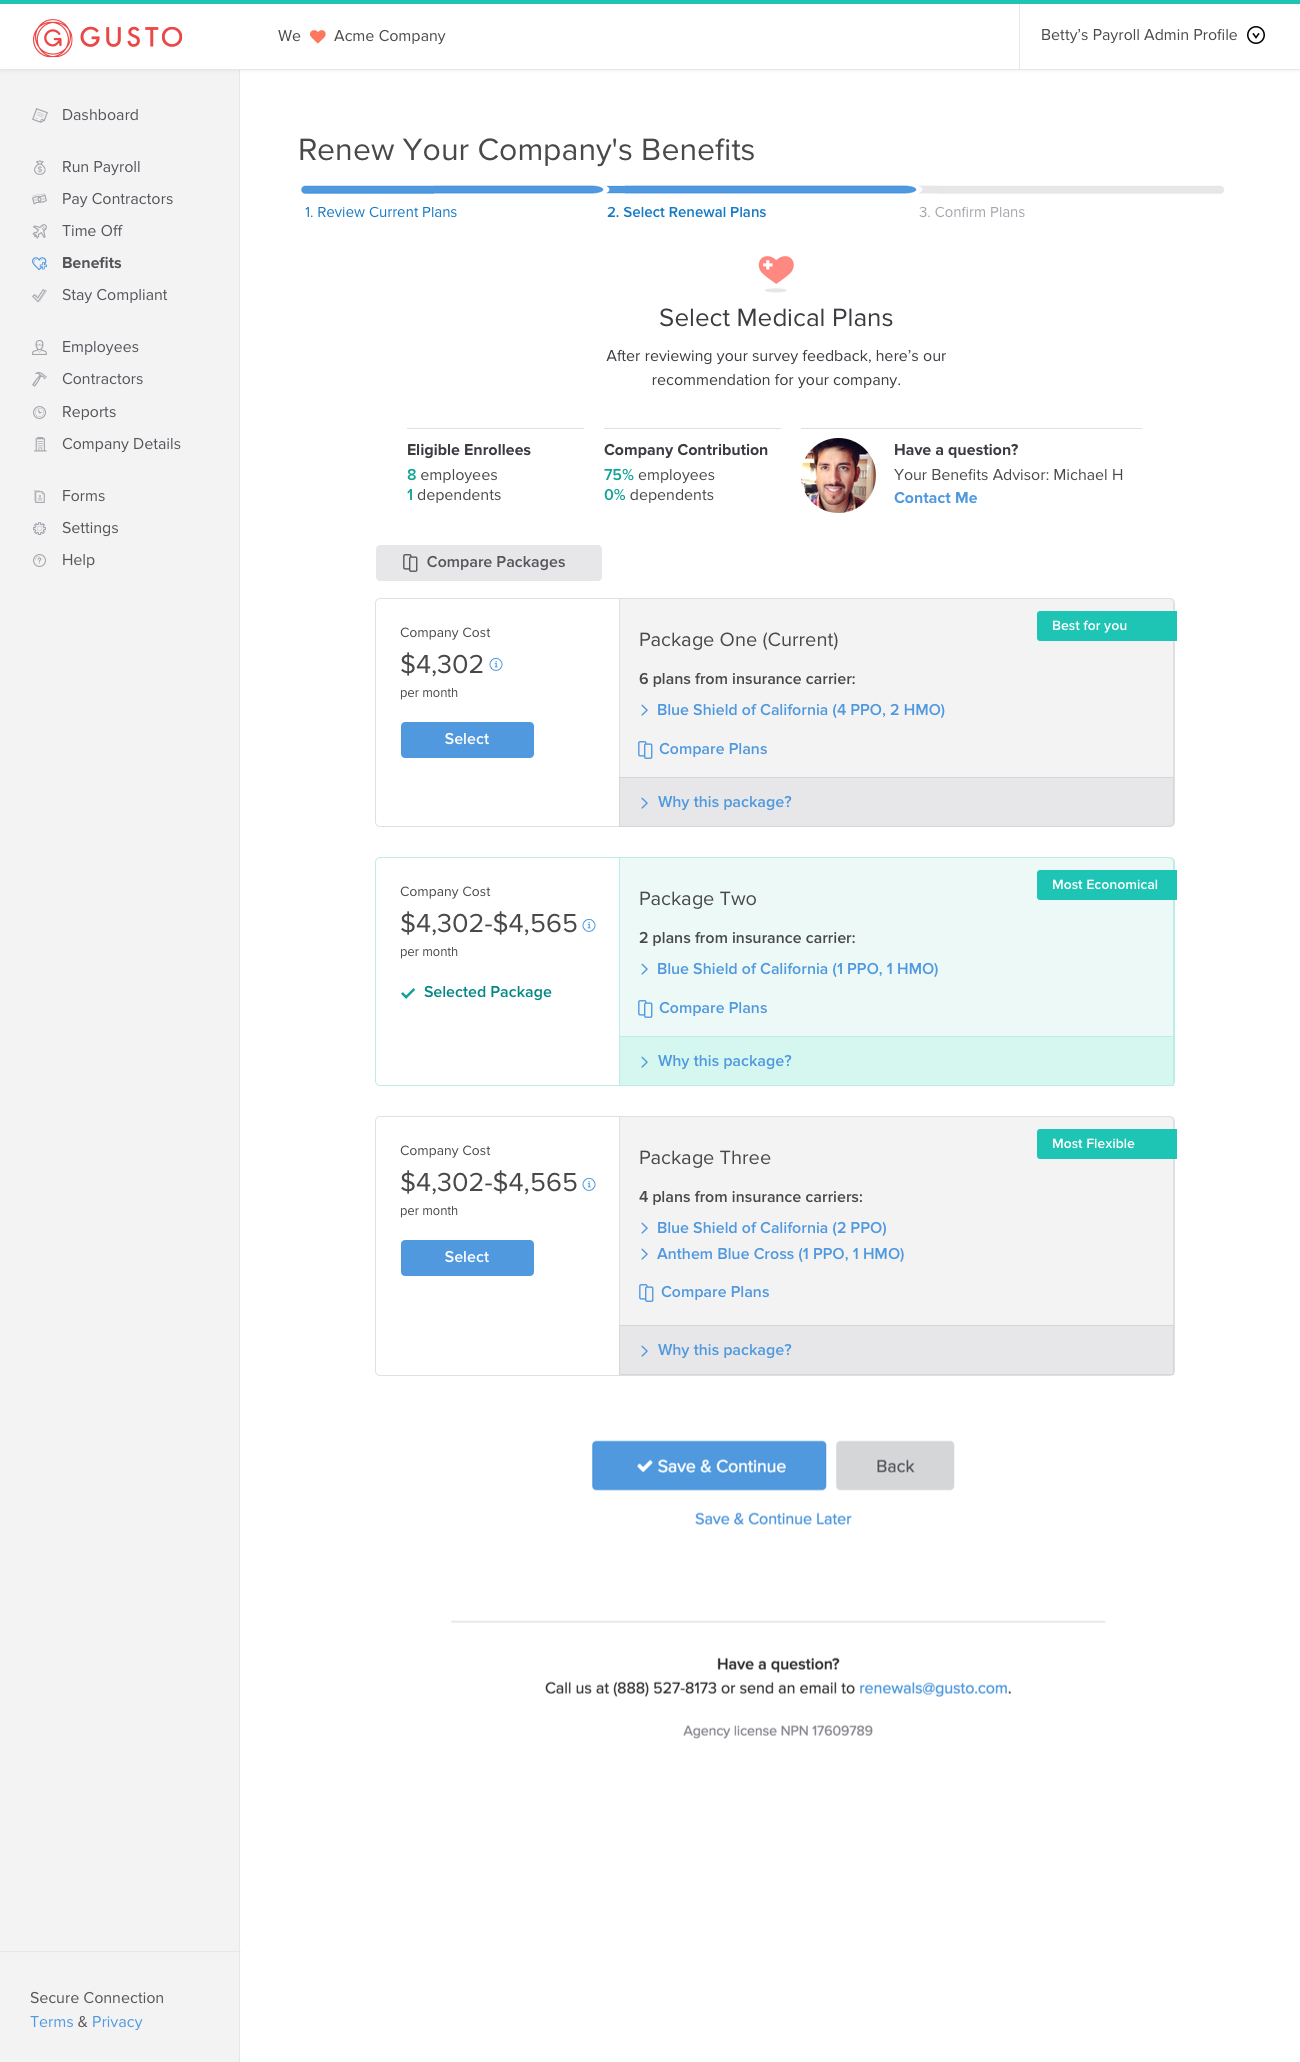 GUSTO
We Acme Company
Betty's Payroll Admin Profile
Dashboard
Run Payroll
Pay Contractors
Time Off
Benefits
Stay Compliant
Employees
Contractors
Reports
Company Details
Forms
Settings
Help
Secure Connection
Terms & Privacy
Renew Your Company's Benefits
1. Review Current Plans
2. Select Renewal Plans
3. Confirm Plans
Select Medical Plans
After reviewing your survey feedback, here's our
recommendation for your company.
Eligible Enrollees
8 employees
1 dependents
Company Contribution
75% employees
0% dependents
Have a question?
Your Benefits Advisor: Michael H
Contact Me
Compare Packages
Company Cost
$4,302
per month
Select
Best for you
Package One (Current)
6 plans from insurance carrier:
Blue Shield of California (4 PPO, 2 HMO)
Compare Plans
Why this package?
Company Cost
$4,302-$4,565
per month
Selected Package
Most Economical
Package Two
2 plans from insurance carrier:
Blue Shield of California (1 PPO, 1 HMO)
Compare Plans
Why this package?
Company Cost
$4,302-$4,565
per month
Select
Most Flexible
Package Three
4 plans from insurance carriers:
Blue Shield of California (2 PPO)
Anthem Blue Cross (1 PPO, 1 HMO)
Compare Plans
Why this package?
Save & Continue
Back
Save & Continue Later
Have a question?
Call us at (888) 527-8173 or send an email to renewals@gusto.com.
Agency license NPN 17609789